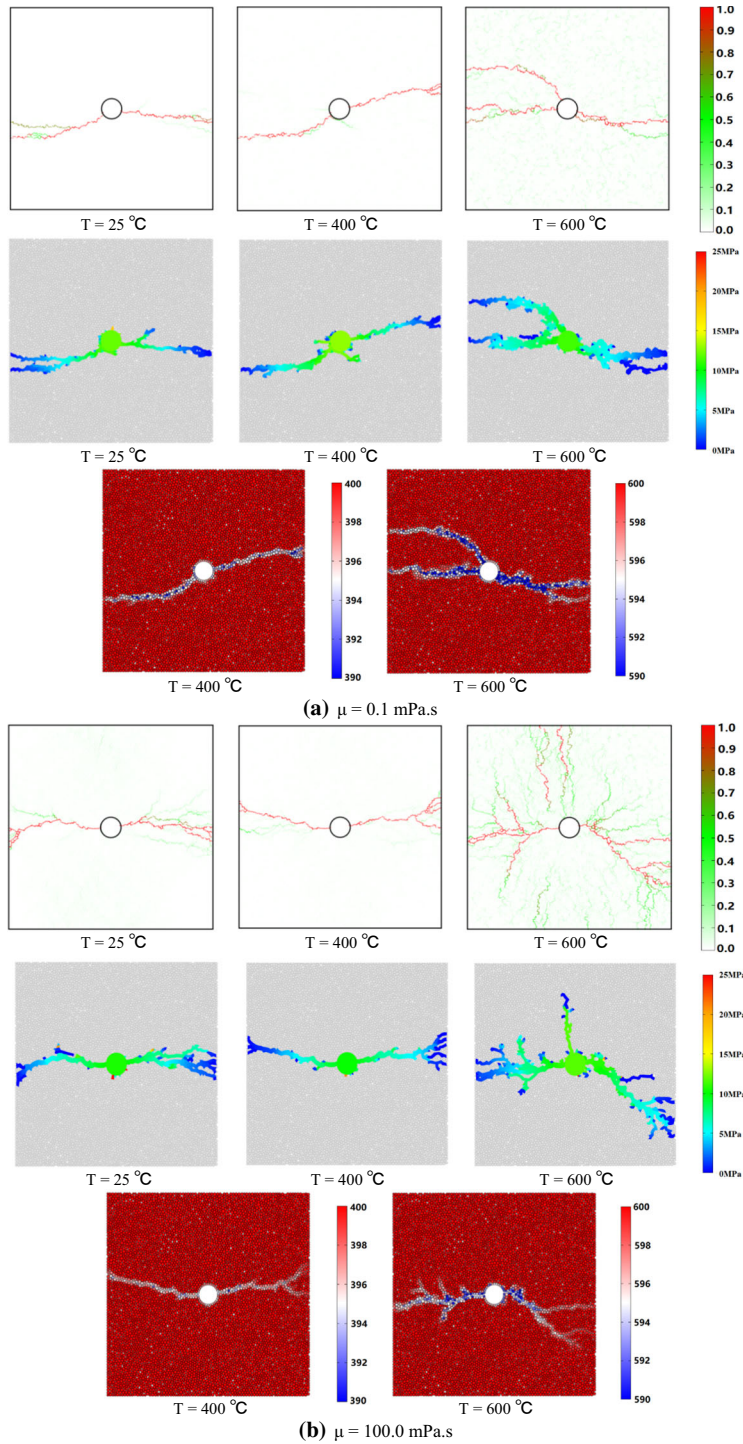 1.0
0.9
0.8
0.7
0.6
0.5
0.4
0.3
0.2
0.1
0.0
T = 25 °C
T = 400 °C
T = 600 °C
25MPa
20MPa
15MPa
10MPa
5MPa
0MPa
T = 25 °C
T = 400 °C
T = 600 °C
400
398
396
394
392
390
600
598
596
594
592
590
T = 400 °C
T = 600 °C
(a) μ = 0.1 mPa.s
1.0
0.9
0.8
0.7
0.6
0.5
0.4
0.3
0.2
0.1
0.0
T = 25 °C
T = 400 °C
T = 600 °C
25MPa
20MPa
15MPa
10MPa
5MPa
0MPa
T = 25 °C
T = 400 °C
T = 600 °C
400
398
396
394
392
390
600
598
596
594
592
590
T = 400 °C
T = 600 °C
(b) μ = 100.0 mPa.s